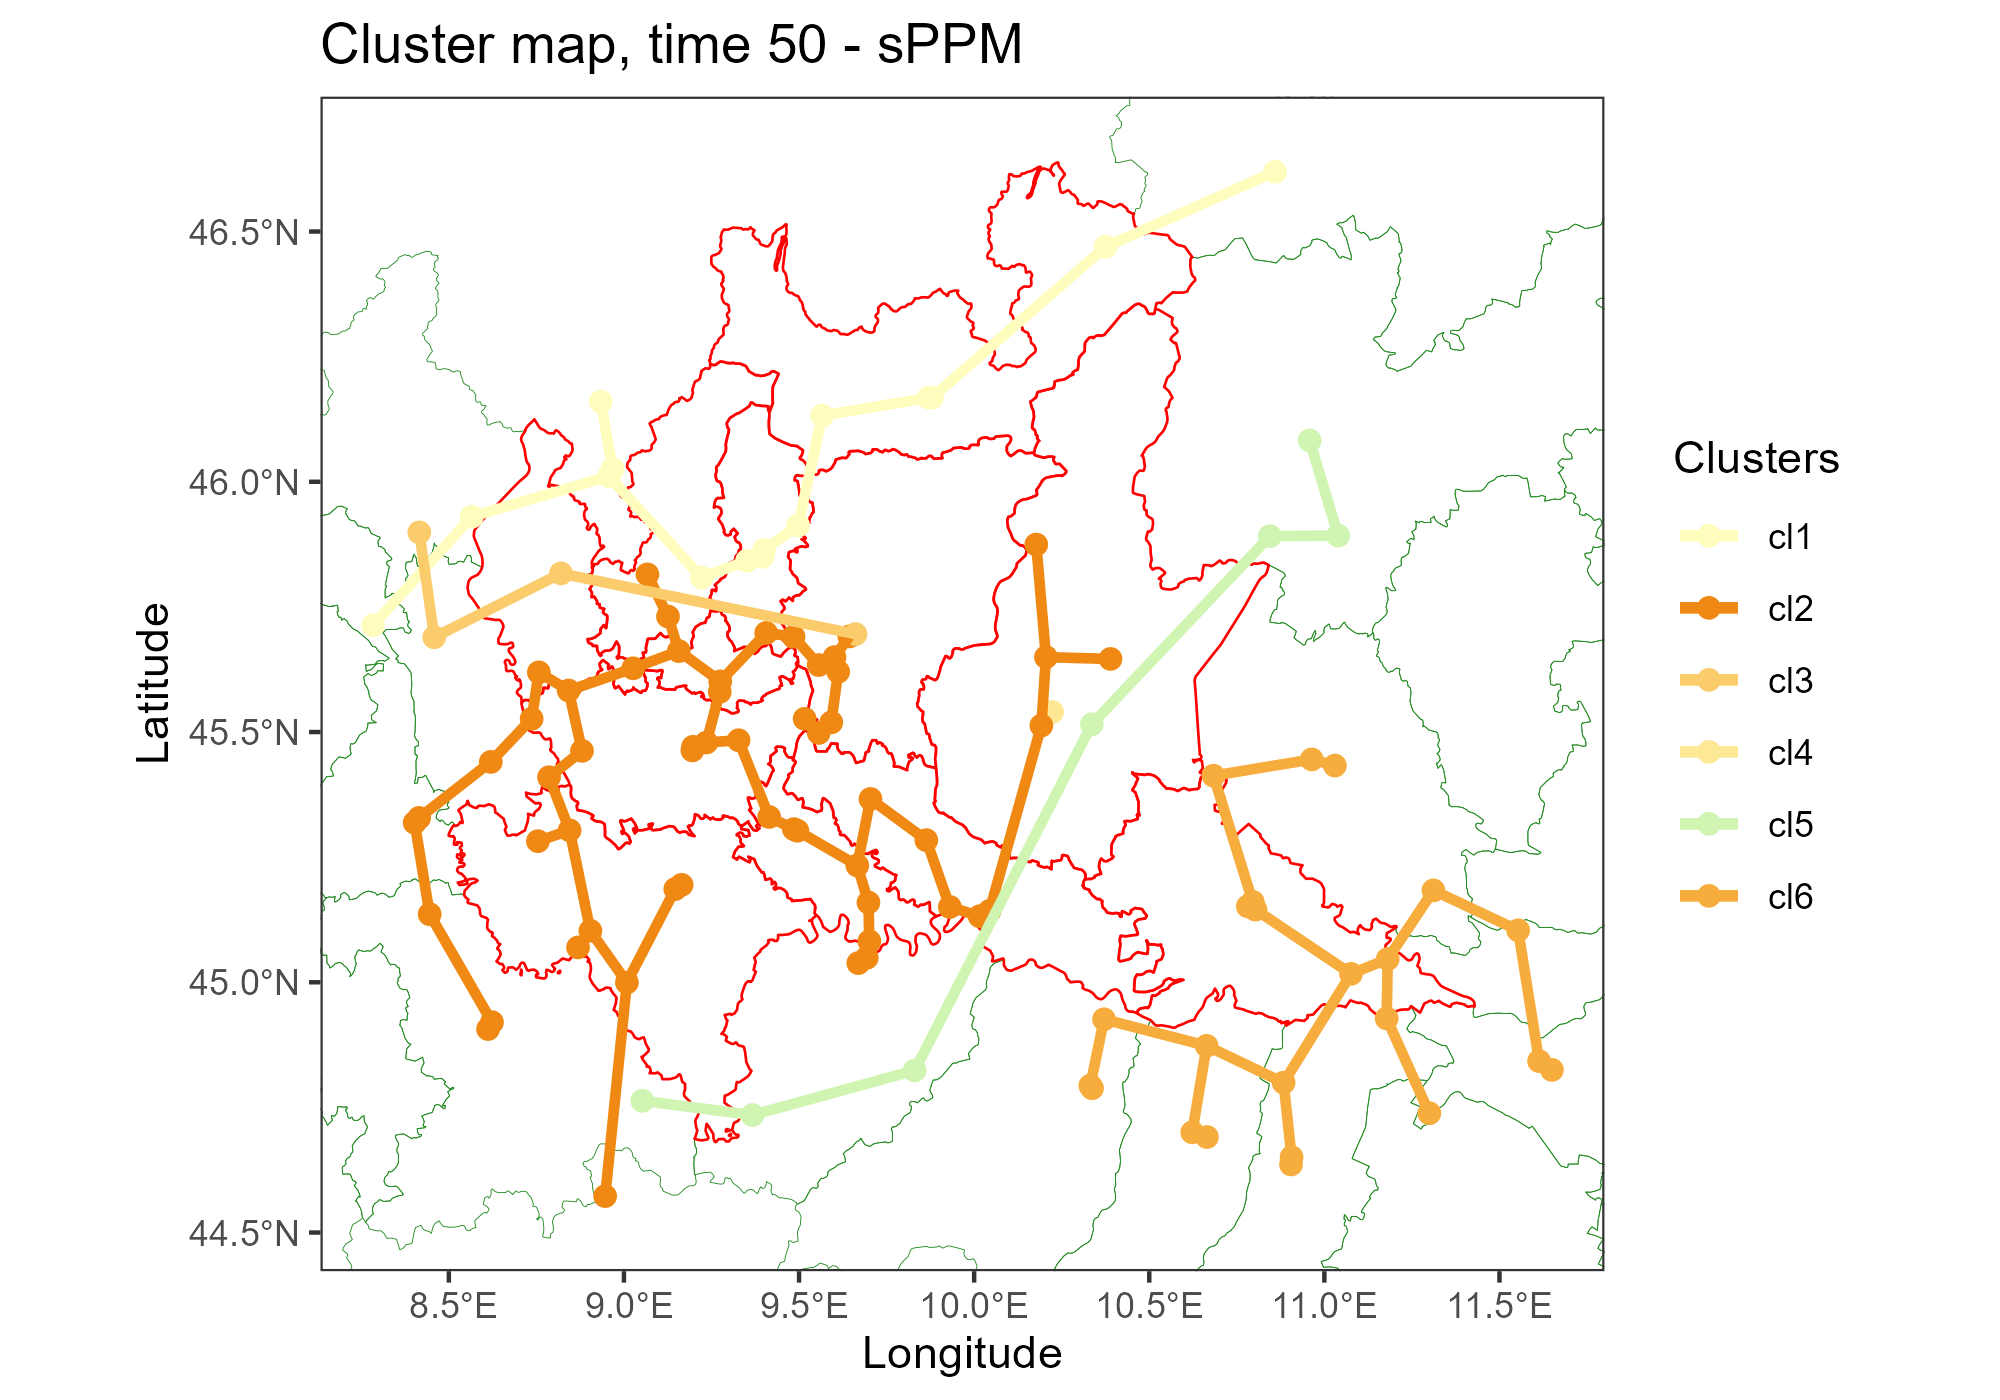 Cluster map, time 50 - sPPM
46.5°N
46.0°N
45.5°N
45.0°N
44.5°N
Latitude
8.5°E 9.0°E 9.5°E 10.0°E 10.5°E 11.0°E 11.5°E
Longitude
Clusters
cl1
cl2
cl3
cl4
cl5
cl6